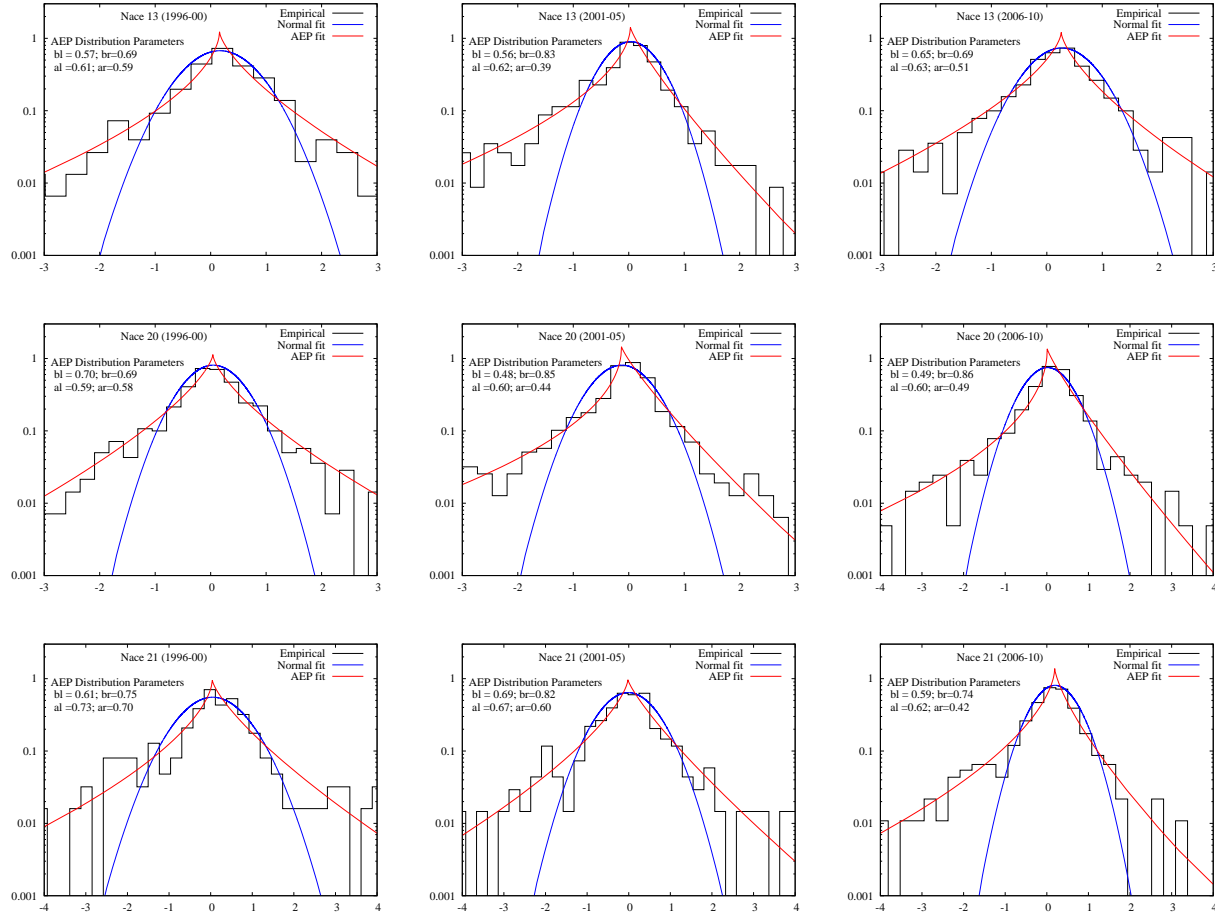 Nace 13 (1996-00)
Empirical
Normal fit
AEP fit
AEP Distribution Parameters
bl = 0.57; br=0.69
al =0.61; ar=0.59
1
0.1
0.01
0.001
-3 -2 -1 0 1 2 3
Nace 13 (2001-05)
Empirical
Normal fit
AEP fit
AEP Distribution Parameters
bl = 0.56; br=0.83
al =0.62; ar=0.39
1
0.1
0.01
0.001
-3 -2 -1 0 1 2 3
Nace 13 (2006-10)
Empirical
Normal fit
AEP fit
AEP Distribution Parameters
bl = 0.65; br=0.69
al =0.63; ar=0.51
1
0.1
0.01
0.001
-3 -2 -1 0 1 2 3
Nace 20 (1996-00)
Empirical
Normal fit
AEP fit
AEP Distribution Parameters
bl = 0.70; br=0.69
al =0.59; ar=0.58
1
0.1
0.01
0.001
-3 -2 -1 0 1 2 3
Nace 20 (2001-05)
Empirical
Normal fit
AEP fit
AEP Distribution Parameters
bl = 0.48; br=0.85
al =0.60; ar=0.44
1
0.1
0.01
0.001
-3 -2 -1 0 1 2 3
Nace 20 (2006-10)
Empirical
Normal fit
AEP fit
AEP Distribution Parameters
bl = 0.49; br=0.86
al =0.60; ar=0.49
1
0.1
0.01
0.001
-4 -3 -2 -1 0 1 2 3 4
Nace 21 (1996-00)
Empirical
Normal fit
AEP fit
AEP Distribution Parameters
bl = 0.61; br=0.75
al =0.73; ar=0.70
1
0.1
0.01
0.001
-4 -3 -2 -1 0 1 2 3 4
Nace 21 (2001-05)
Empirical
Normal fit
AEP fit
AEP Distribution Parameters
bl = 0.69; br=0.82
al =0.67; ar=0.60
1
0.1
0.01
0.001
-4 -3 -2 -1 0 1 2 3 4
Nace 21 (2006-10)
Empirical
Normal fit
AEP fit
AEP Distribution Parameters
bl = 0.59; br=0.74
al =0.62; ar=0.42
1
0.1
0.01
0.001
-4 -3 -2 -1 0 1 2 3 4